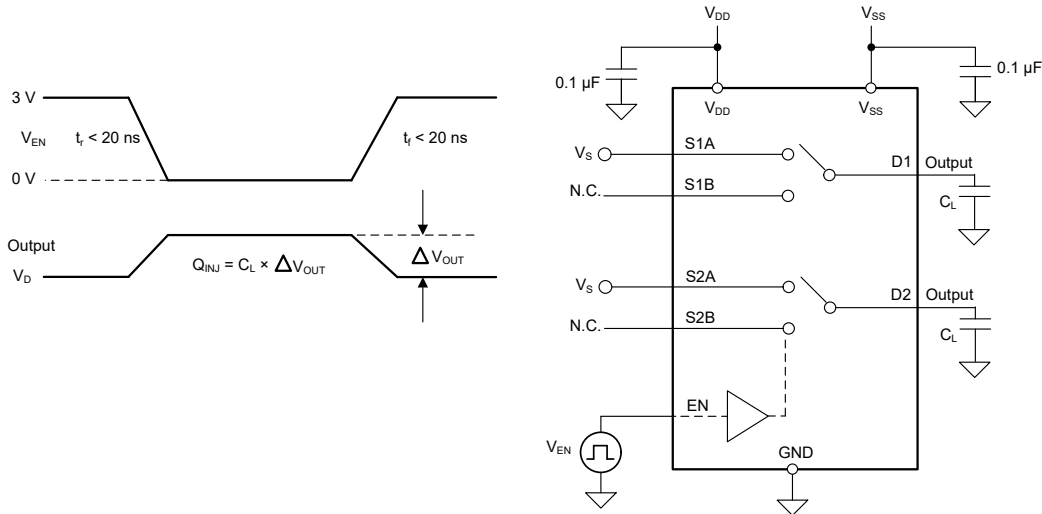 3 V
V_EN
t_r < 20 ns
t_f < 20 ns
0 V
Output
V_D
Q_INJ = C_L × Δ V_OUT
Δ V_OUT
V_DD
V_SS
0.1 µF
0.1 µF
V_DD
V_SS
V_S
S1A
D1
Output
N.C.
S1B
C_L
V_S
S2A
D2
Output
N.C.
S2B
C_L
EN
V_EN
GND